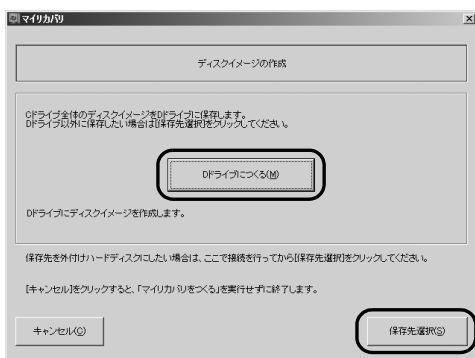 マイリカバリ
ディスクイメージの作成
Cドライブ全体のディスクイメージをDドライブに保存します。
Dドライブ以外に保存したい場合は[保存先選択]をクリックしてください。
Dドライブにつくる(M)
Dドライブにディスクイメージを作成します。
保存先を外付けハードディスクにしたい場合は、ここで接続を行ってから[保存先選択]をクリックしてください。
[キャンセル]をクリックすると、「マイリカバリをつくる」を実行せずに終了します。
キャンセル(C)
保存先選択(S)